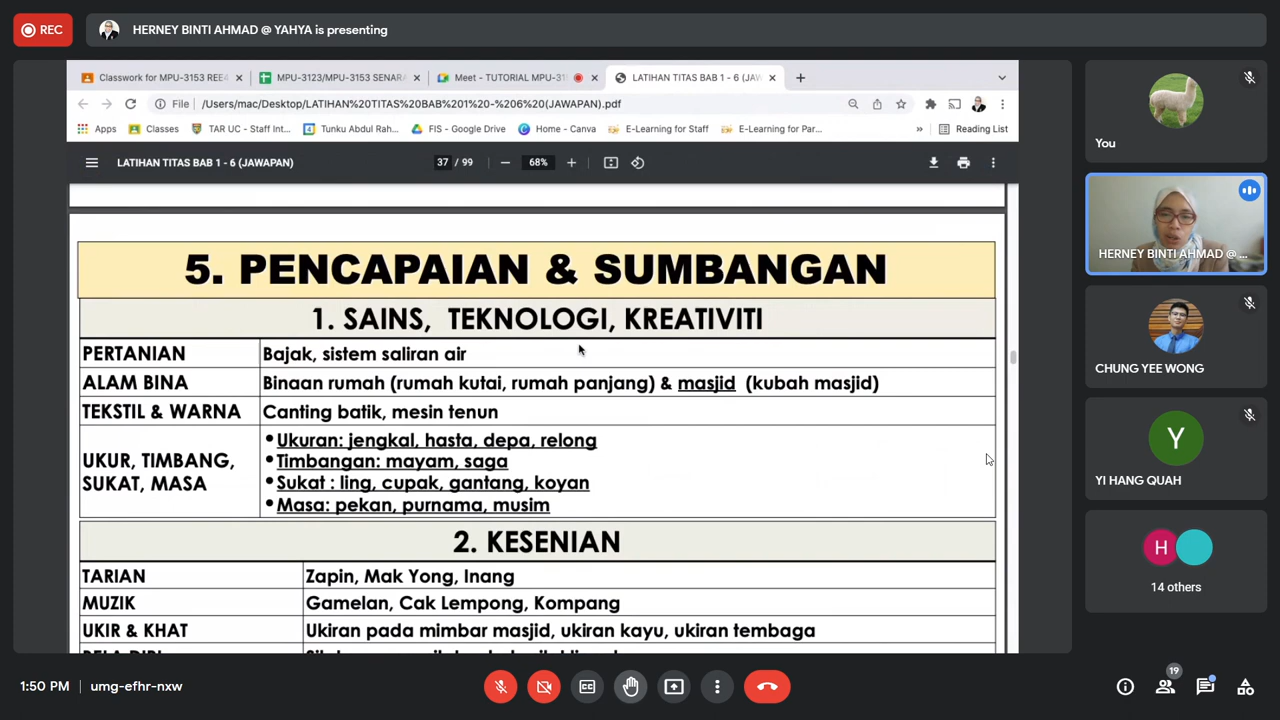 REC
HERNEY BINTI AHMAD @ YAHYA is presenting
Classwork for MPU-3153 REE4
MPU-3123/MPU-3153 SENARA
Meet - TUTORIAL MPU-31
LATIHAN TITAS BAB 1 - 6 (JAWA
File /Users/mac/Desktop/LATIHAN%20TITAS%20BAB%201%20-%206%20(JAWAPAN).pdf
Apps Classes TAR UC - Staff Int... Tunku Abdul Rah... FIS - Google Drive Home - Canva E-Learning for Staff E-Learning for Par... » Reading List
LATIHAN TITAS BAB 1 - 6 (JAWAPAN) 37 / 99 68%
5. PENCAPAIAN & SUMBANGAN
1. SAINS, TEKNOLOGI, KREATIVITI
PERTANIAN Bajak, sistem saliran air
ALAM BINA Binaan rumah (rumah kutai, rumah panjang) & masjid (kubah masjid)
TEKSTIL & WARNA Canting batik, mesin tenun
UKUR, TIMBANG, SUKAT, MASA
• Ukuran: jengkal, hasta, depa, relong
• Timbangan: mayam, saga
• Sukat : ling, cupak, gantang, koyan
• Masa: pekan, purnama, musim
2. KESENIAN
TARIAN Zapin, Mak Yong, Inang
MUZIK Gamelan, Cak Lempong, Kompang
UKIR & KHAT Ukiran pada mimbar masjid, ukiran kayu, ukiran tembaga
You
HERNEY BINTI AHMAD @ ...
CHUNG YEE WONG
Y
YI HANG QUAH
H
14 others
1:50 PM umg-efhr-nxw
19